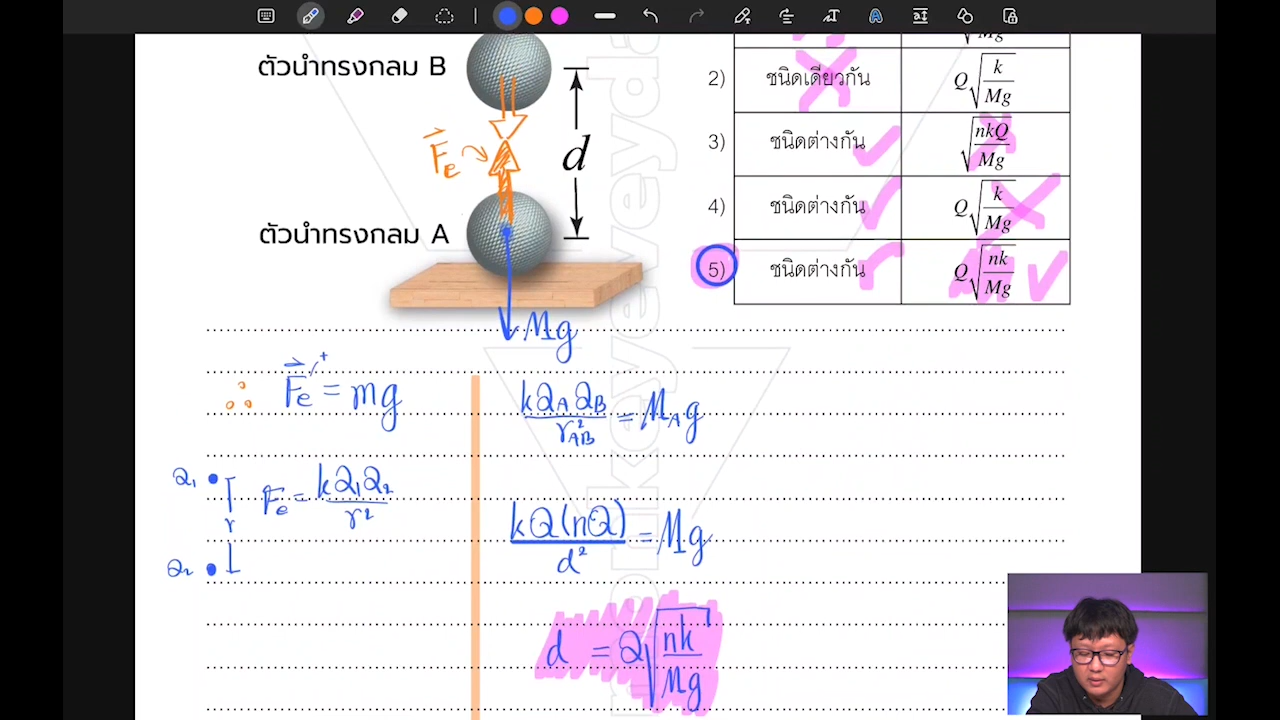 ตัวนำทรงกลม B
d
Fe
ตัวนำทรงกลม A
Mg
Mg
2) ชนิดเดียวกัน Q√(k/Mg)
3) ชนิดต่างกัน √(nkQ/Mg)
4) ชนิดต่างกัน Q√(k/Mg)
5) ชนิดต่างกัน Q√(nk/Mg)
∴ Fe = mg
Q1
r
Q2
Fe = kQ1Q2/r²
kQAQB/rAB² = MAg
kQ(nQ)/d² = Mg
d = Q√(nk/Mg)